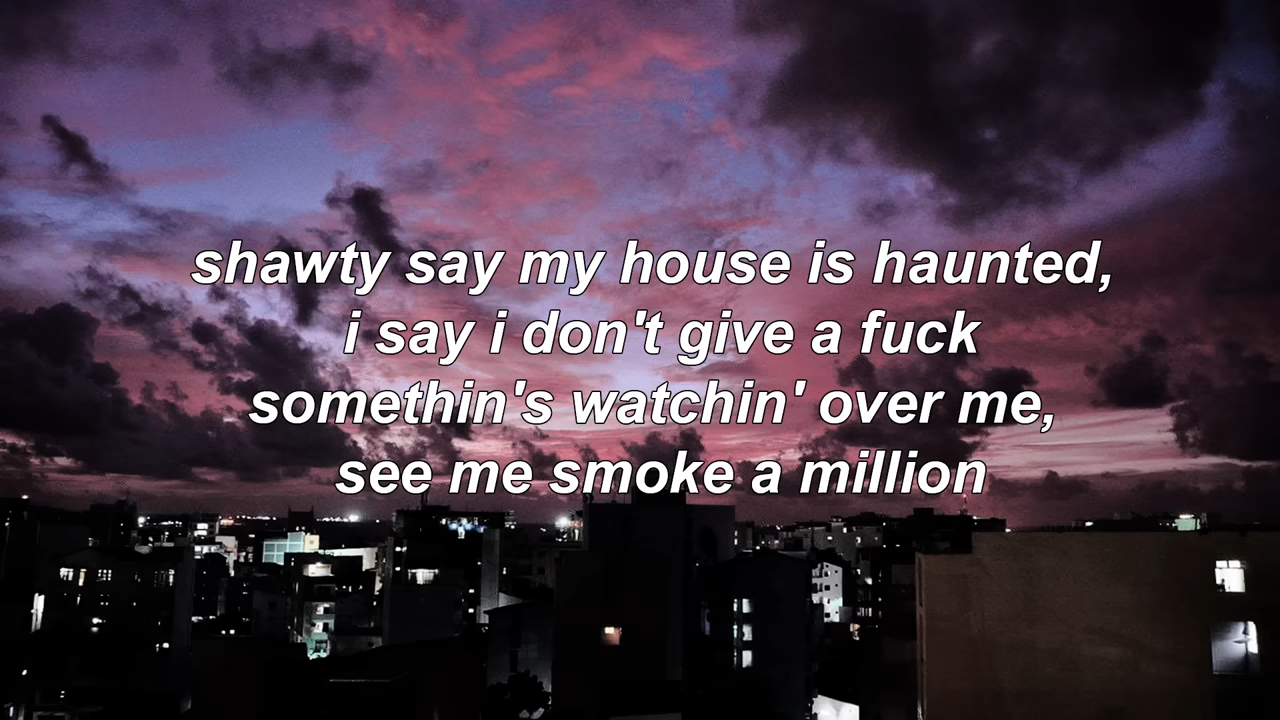 shawty say my house is haunted,
i say i don't give a fuck
somethin's watchin' over me,
see me smoke a million